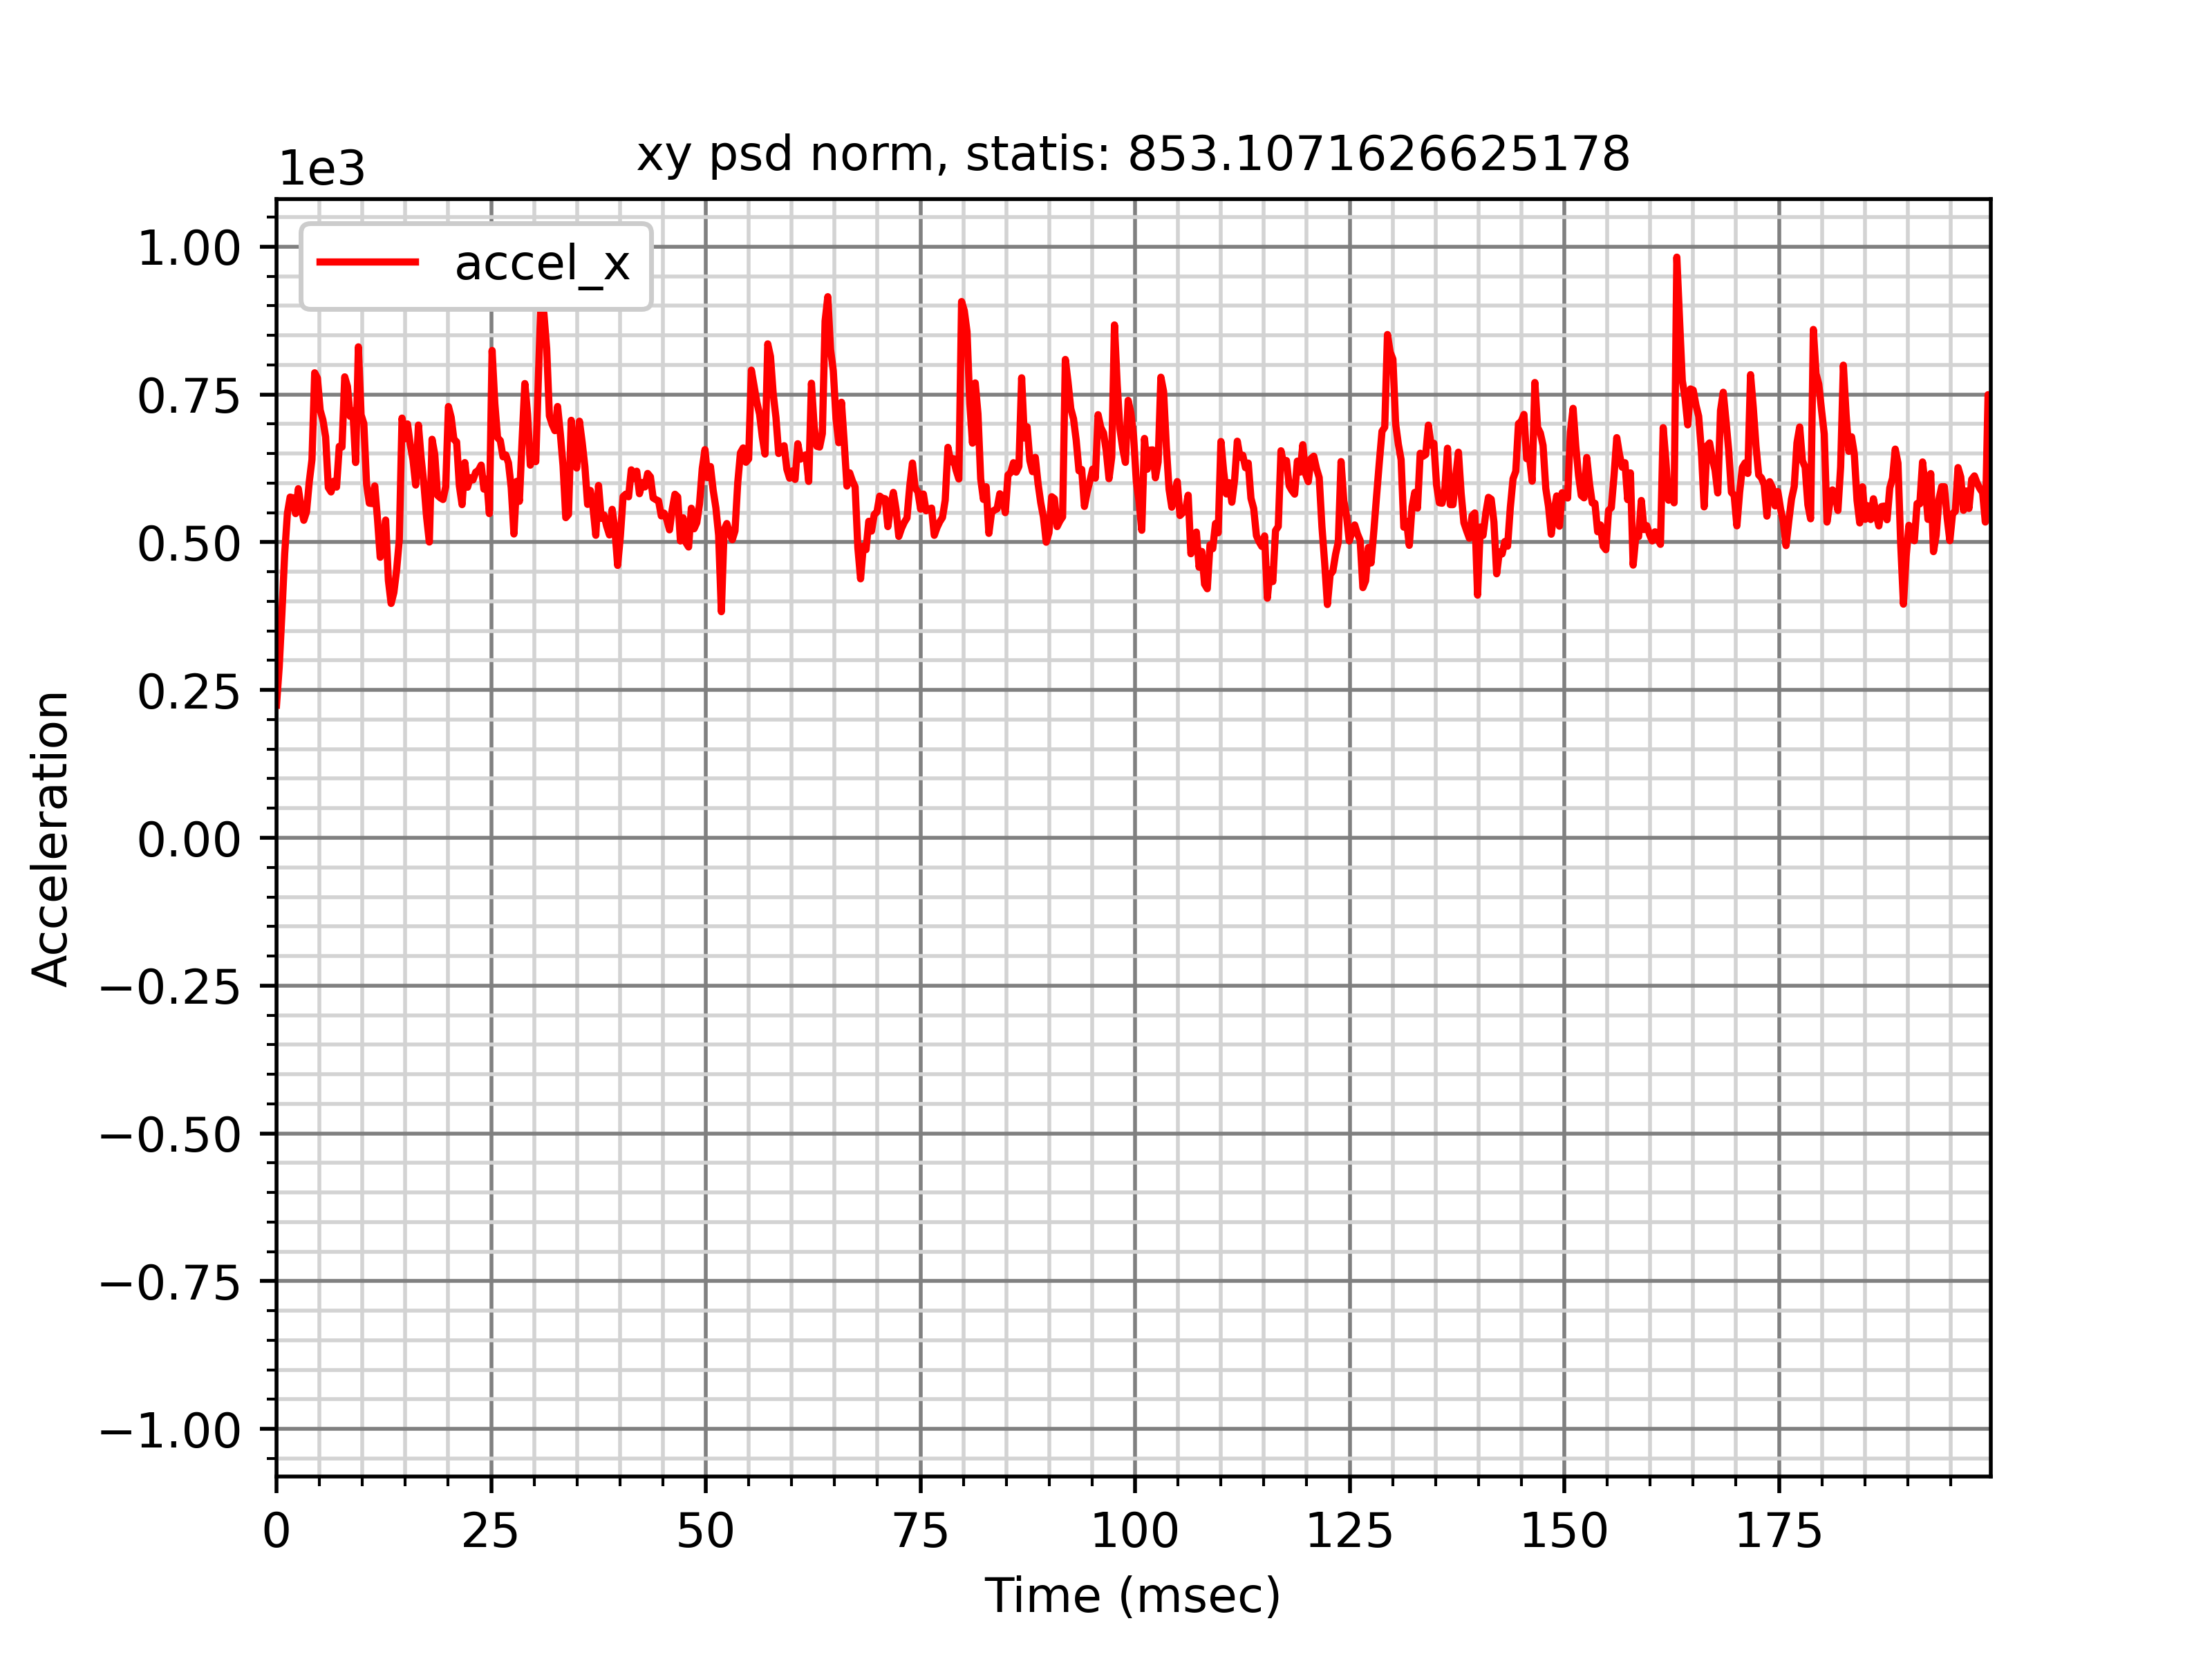 xy psd norm, statis: 853.1071626625178
1e3
accel_x
1.00
0.75
0.50
0.25
0.00
−0.25
−0.50
−0.75
−1.00
Acceleration
0 25 50 75 100 125 150 175
Time (msec)